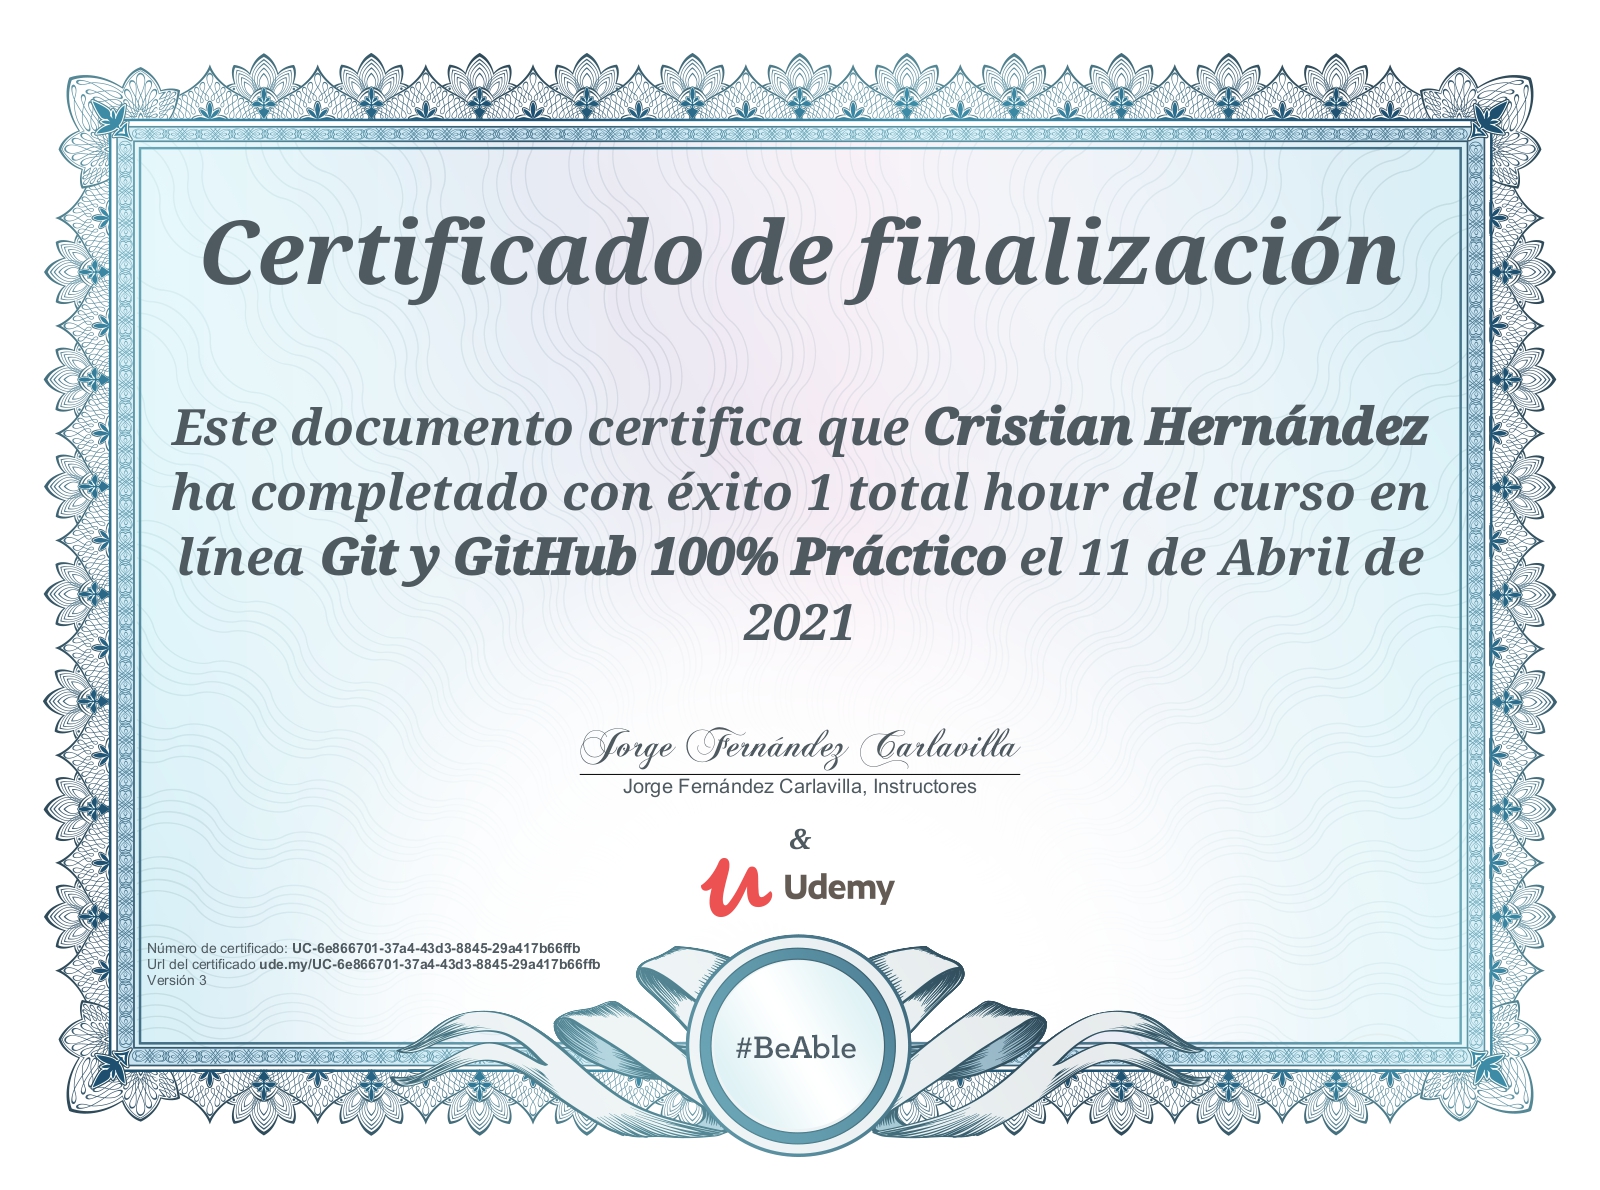 Certificado de finalización
Este documento certifica que Cristian Hernández
ha completado con éxito 1 total hour del curso en
línea Git y GitHub 100% Práctico el 11 de Abril de
2021
Jorge Fernández Carlavilla
Jorge Fernández Carlavilla, Instructores
&
Udemy
Número de certificado: UC-6e866701-37a4-43d3-8845-29a417b66ffb
Url del certificado ude.my/UC-6e866701-37a4-43d3-8845-29a417b66ffb
Versión 3
#BeAble